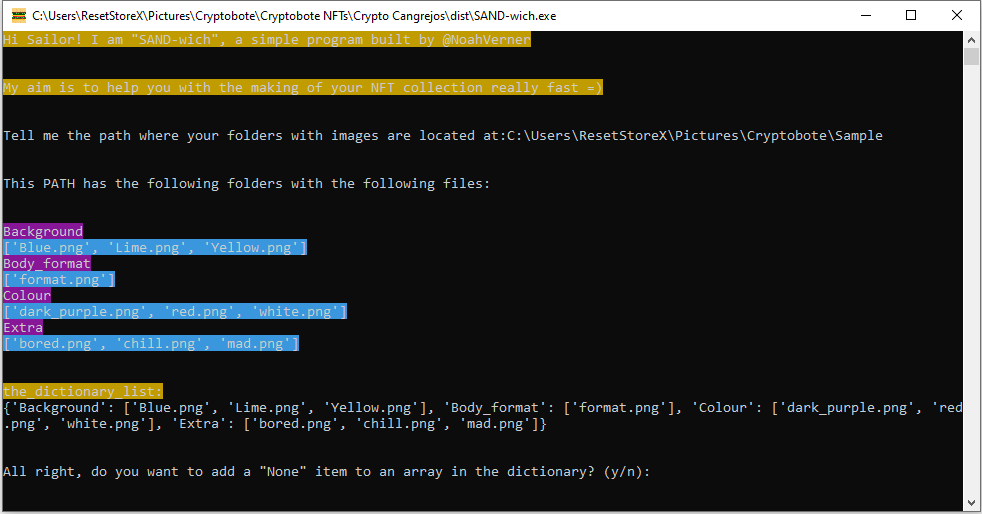 C:\Users\ResetStoreX\Pictures\Cryptobote\Cryptobote NFTs\Crypto Cangrejos\dist\SAND-wich.exe
Hi Sailor! I am "SAND-wich", a simple program built by @NoahVerner
My aim is to help you with the making of your NFT collection really fast =)
Tell me the path where your folders with images are located at:C:\Users\ResetStoreX\Pictures\Cryptobote\Sample
This PATH has the following folders with the following files:
Background
['Blue.png', 'Lime.png', 'Yellow.png']
Body_format
['format.png']
Colour
['dark_purple.png', 'red.png', 'white.png']
Extra
['bored.png', 'chill.png', 'mad.png']
the_dictionary_list:
{'Background': ['Blue.png', 'Lime.png', 'Yellow.png'], 'Body_format': ['format.png'], 'Colour': ['dark_purple.png', 'red
.png', 'white.png'], 'Extra': ['bored.png', 'chill.png', 'mad.png']}
All right, do you want to add a "None" item to an array in the dictionary? (y/n):